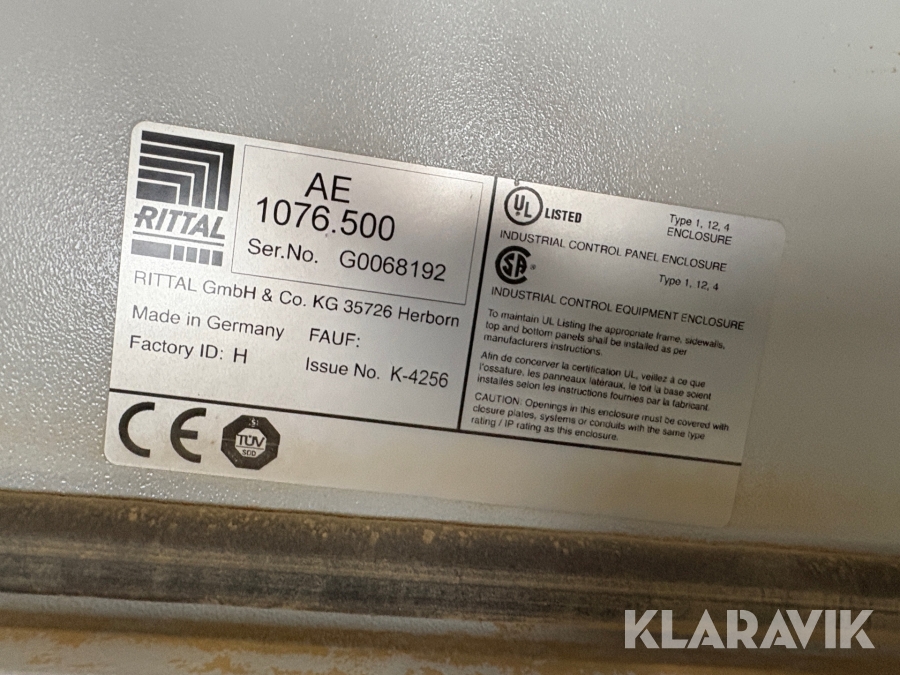 RITTAL
AE
1076.500
Ser.No. G0068192
RITTAL GmbH & Co. KG 35726 Herborn
Made in Germany FAUF:
Factory ID: H Issue No. K-4256
CE
TÜV
SÜD
UL LISTED
Type 1, 12, 4
ENCLOSURE
INDUSTRIAL CONTROL PANEL ENCLOSURE
SA ®
Type 1, 12, 4
INDUSTRIAL CONTROL EQUIPMENT ENCLOSURE
To maintain UL Listing the appropriate frame, sidewalls,
top and bottom panels shall be installed as per
manufacturers instructions.
Afin de concerver la certification UL, veillez à ce que
l'ossature, les panneaux latéraux, le toit la base soient
installés selon les instructions fournies par la fabricant.
CAUTION: Openings in this enclosure must be covered with
closure plates, systems or conduits with the same type
rating / IP rating as this enclosure.
KLARAVIK